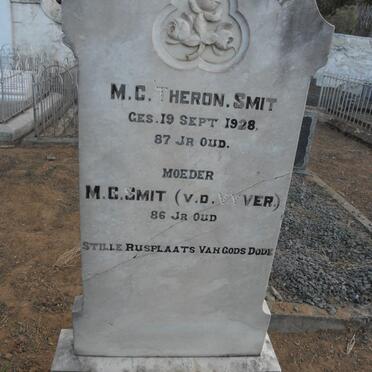 M.C. THERON. SMIT
GES. 19 SEPT 1928.
87 JR OUD.
MOEDER
M.C. SMIT (V.D. VYVER)
86 JR OUD
STILLE RUSPLAATS VAN GODS DODE